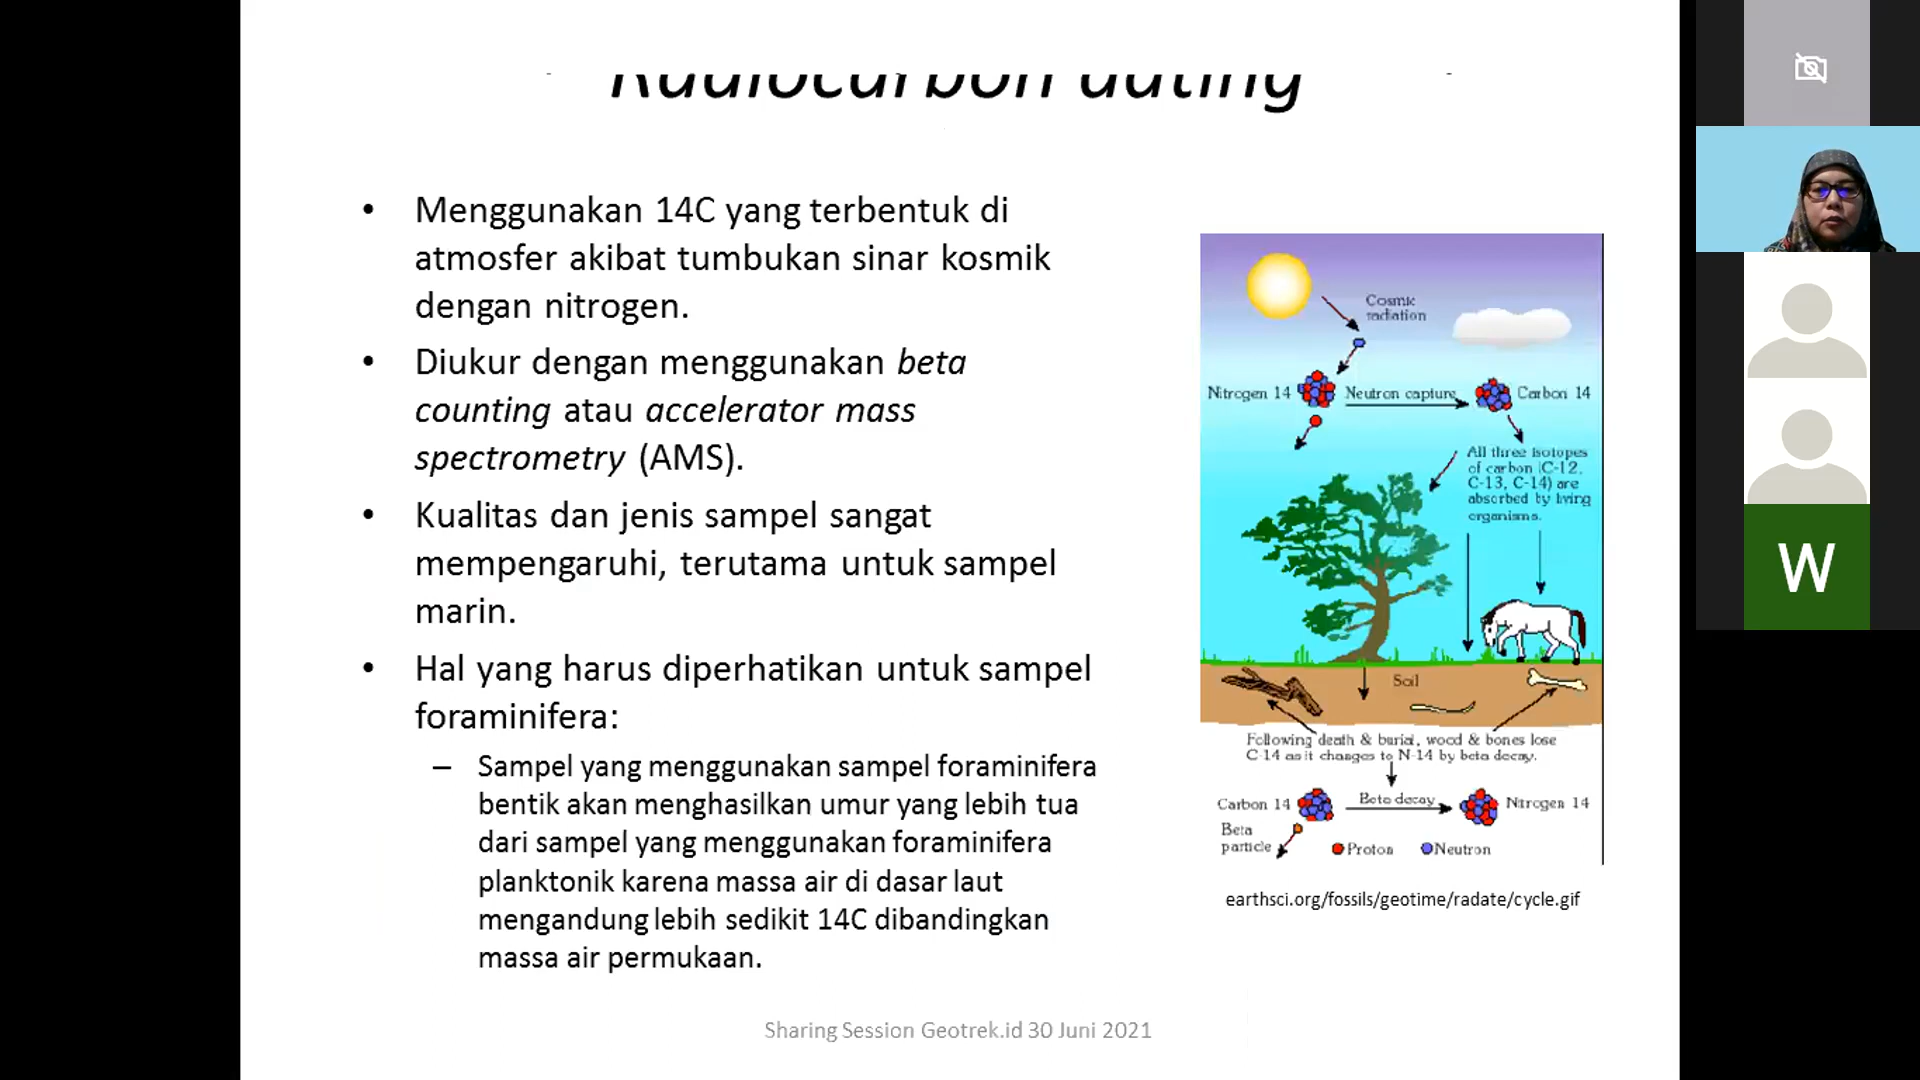 Radiocarbon dating
• Menggunakan 14C yang terbentuk di
atmosfer akibat tumbukan sinar kosmik
dengan nitrogen.
• Diukur dengan menggunakan beta
counting atau accelerator mass
spectrometry (AMS).
• Kualitas dan jenis sampel sangat
mempengaruhi, terutama untuk sampel
marin.
• Hal yang harus diperhatikan untuk sampel
foraminifera:
– Sampel yang menggunakan sampel foraminifera
bentik akan menghasilkan umur yang lebih tua
dari sampel yang menggunakan foraminifera
planktonik karena massa air di dasar laut
mengandung lebih sedikit 14C dibandingkan
massa air permukaan.
Cosmic
radiation
Nitrogen 14
Neutron capture
Carbon 14
All three isotopes
of carbon (C-12,
C-13, C-14) are
absorbed by living
organisms.
Soil
Following death & burial, wood & bones lose
C-14 as it changes to N-14 by beta decay.
Carbon 14
Beta decay
Nitrogen 14
Beta
particle
Proton
Neutron
earthsci.org/fossils/geotime/radate/cycle.gif
Sharing Session Geotrek.id 30 Juni 2021
W